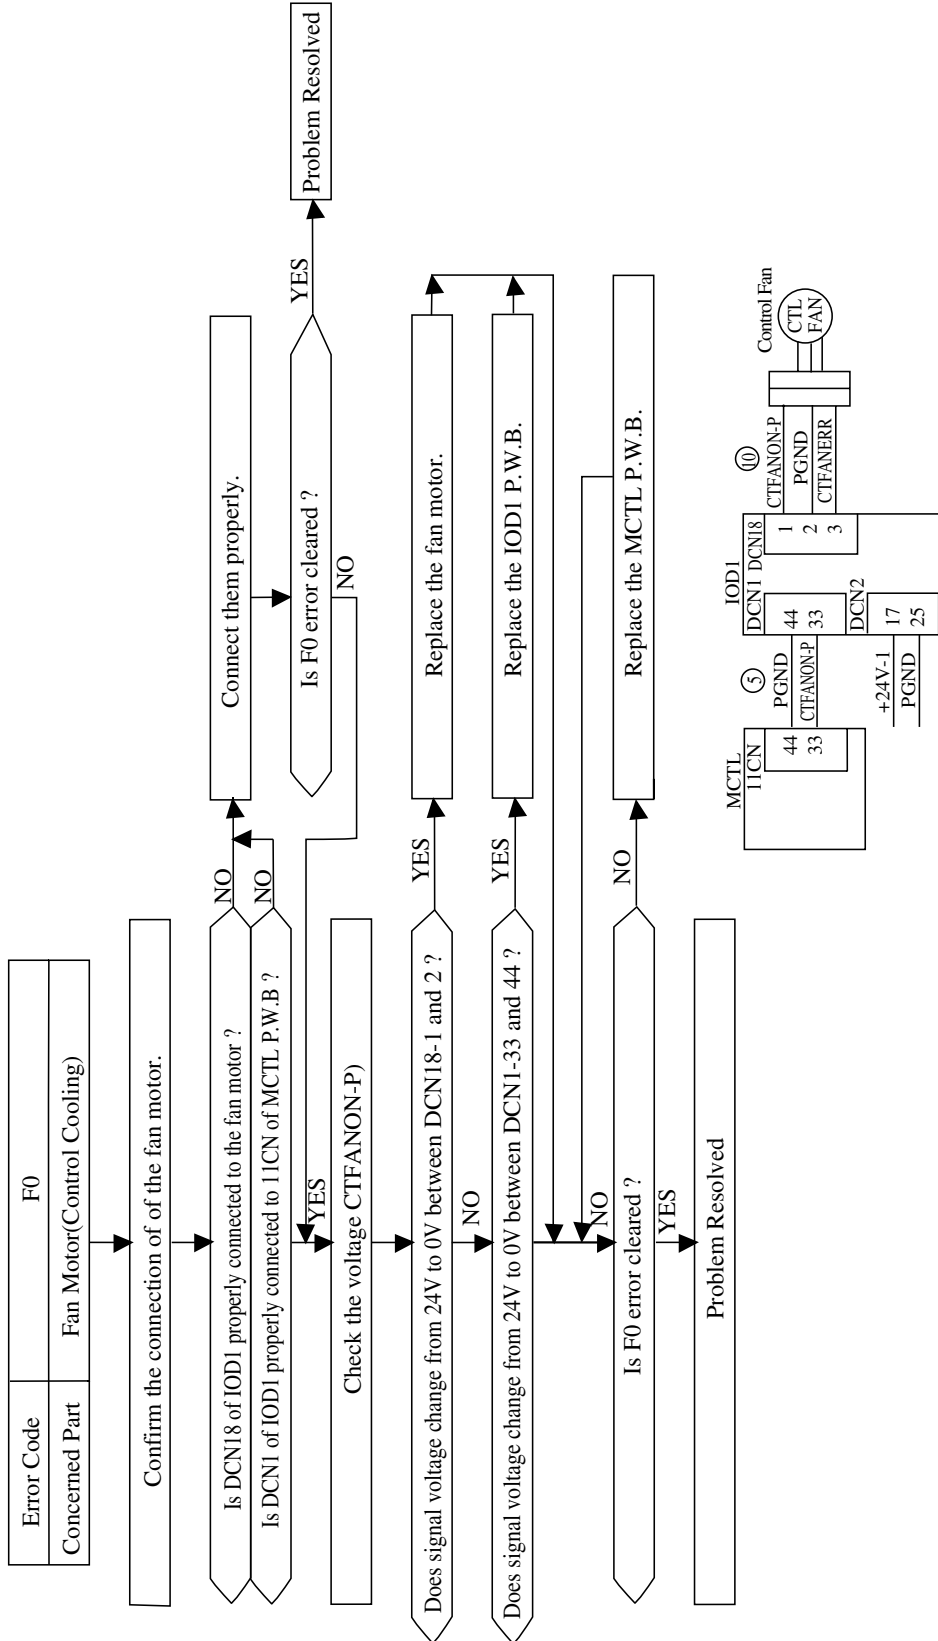 Error Code F0
Concerned Part Fan Motor(Control Cooling)
Confirm the connection of of the fan motor.
Is DCN18 of IOD1 properly connected to the fan motor ?
NO
Is DCN1 of IOD1 properly connected to 11CN of MCTL P.W.B ?
NO
Connect them properly.
Is F0 error cleared ?
YES
Problem Resolved
NO
YES
Check the voltage CTFANON-P)
Does signal voltage change from 24V to 0V between DCN18-1 and 2 ?
YES
Replace the fan motor.
NO
Does signal voltage change from 24V to 0V between DCN1-33 and 44 ?
YES
Replace the IOD1 P.W.B.
NO
Is F0 error cleared ?
NO
Replace the MCTL P.W.B.
YES
Problem Resolved
MCTL
11CN
44
33
5
PGND
CTFANON-P
+24V-1
PGND
IOD1
DCN1 DCN18
44
33
DCN2
17
25
1
2
3
10
CTFANON-P
PGND
CTFANERR
Control Fan
CTL
FAN